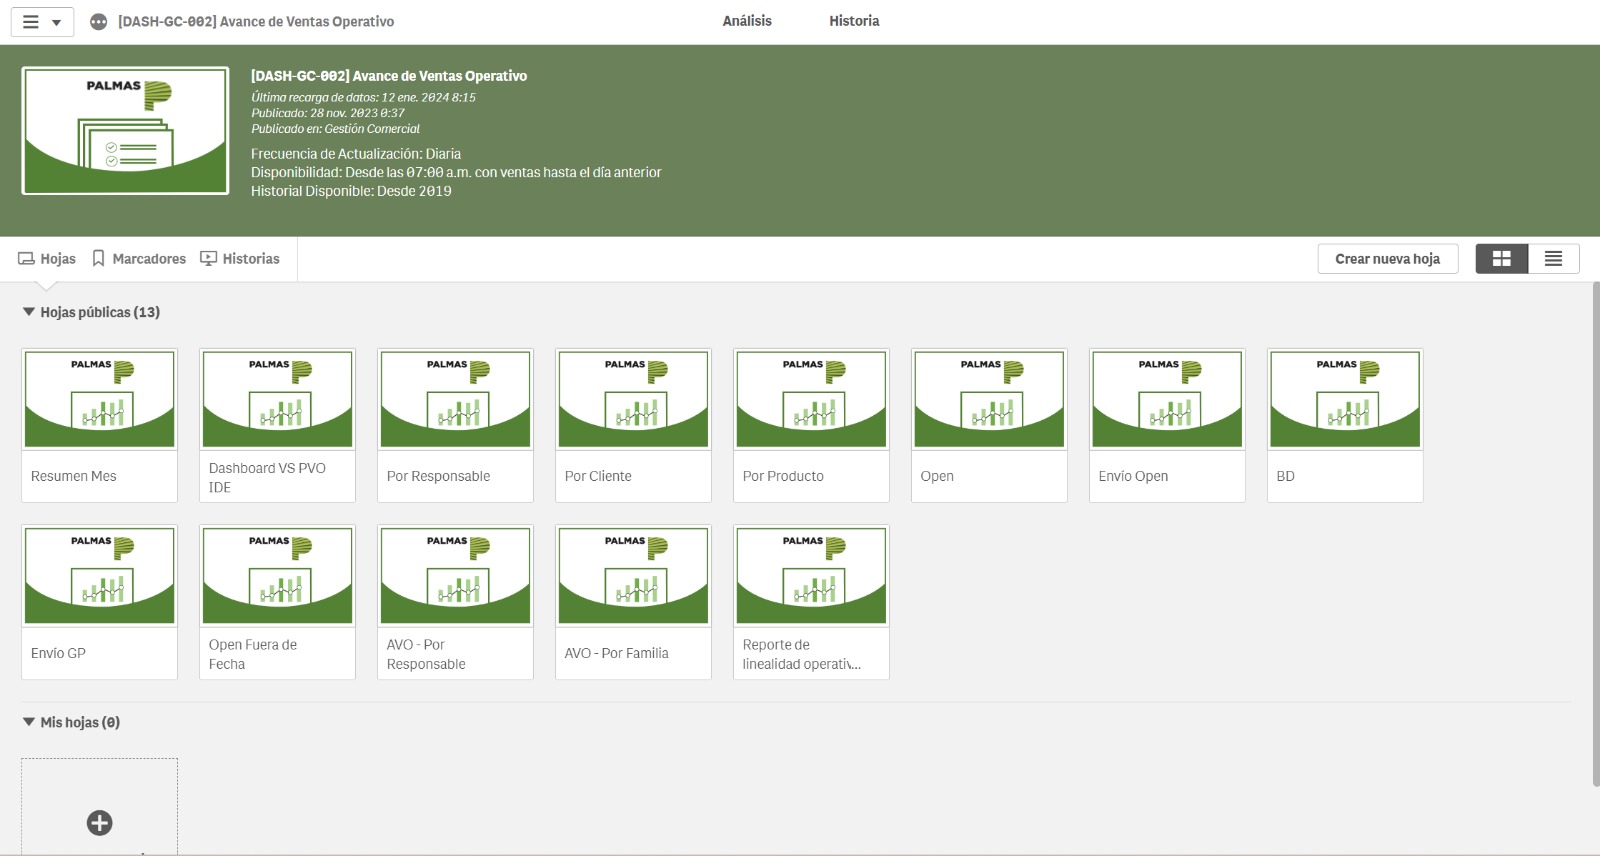 [DASH-GC-002] Avance de Ventas Operativo
Análisis
Historia
PALMAS
[DASH-GC-002] Avance de Ventas Operativo
Última recarga de datos: 12 ene. 2024 8:15
Publicado: 28 nov. 2023 0:37
Publicado en: Gestión Comercial
Frecuencia de Actualización: Diaria
Disponibilidad: Desde las 07:00 a.m. con ventas hasta el día anterior
Historial Disponible: Desde 2019
Hojas
Marcadores
Historias
Crear nueva hoja
Hojas públicas (13)
PALMAS
Resumen Mes
PALMAS
Dashboard VS PVO
IDE
PALMAS
Por Responsable
PALMAS
Por Cliente
PALMAS
Por Producto
PALMAS
Open
PALMAS
Envío Open
PALMAS
BD
PALMAS
Envío GP
PALMAS
Open Fuera de
Fecha
PALMAS
AVO - Por
Responsable
PALMAS
AVO - Por Familia
PALMAS
Reporte de
linealidad operativ...
Mis hojas (0)